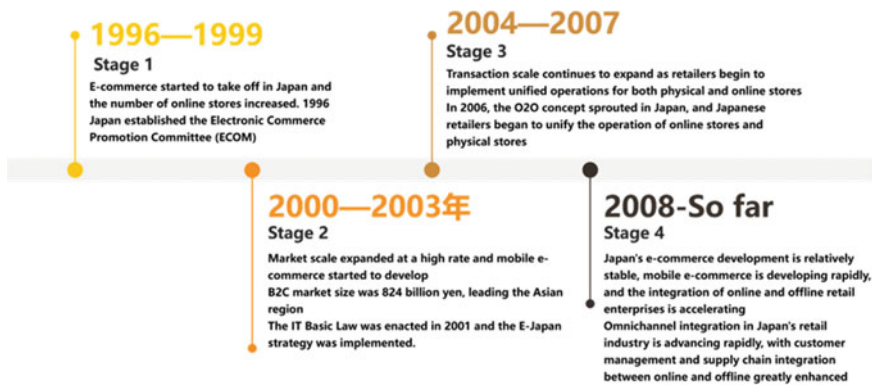 1996—1999
Stage 1
E-commerce started to take off in Japan and
the number of online stores increased. 1996
Japan established the Electronic Commerce
Promotion Committee (ECOM)
2000—2003年
Stage 2
Market scale expanded at a high rate and mobile e-
commerce started to develop
B2C market size was 824 billion yen, leading the Asian
region
The IT Basic Law was enacted in 2001 and the E-Japan
strategy was implemented.
2004—2007
Stage 3
Transaction scale continues to expand as retailers begin to
implement unified operations for both physical and online stores
In 2006, the O2O concept sprouted in Japan, and Japanese
retailers began to unify the operation of online stores and
physical stores
2008-So far
Stage 4
Japan's e-commerce development is relatively
stable, mobile e-commerce is developing rapidly,
and the integration of online and offline retail
enterprises is accelerating
Omnichannel integration in Japan's retail
industry is advancing rapidly, with customer
management and supply chain integration
between online and offline greatly enhanced